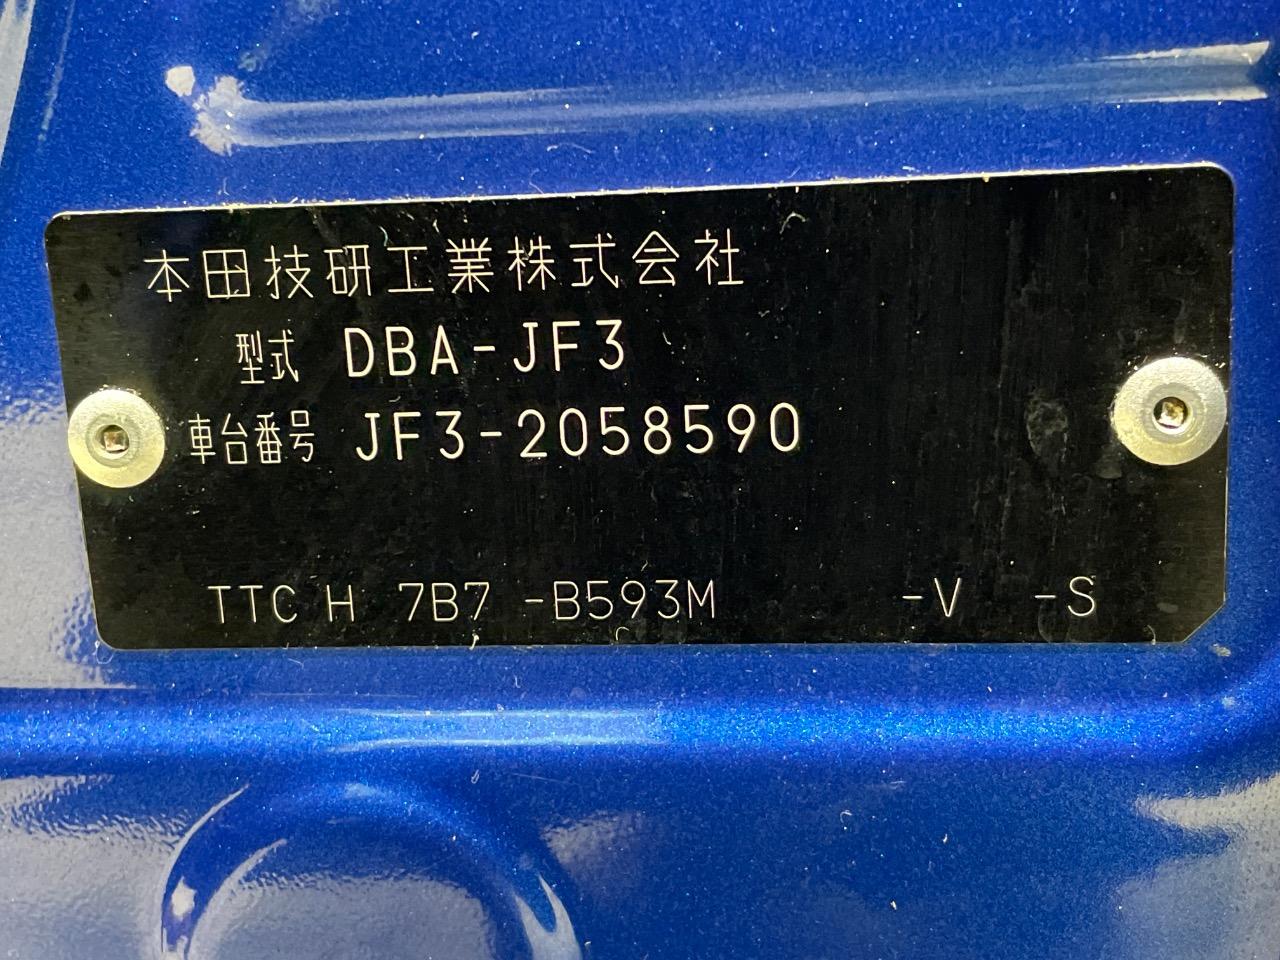 本田技研工業株式会社
型式 DBA-JF3
車台番号 JF3-2058590
TTC H 7B7 -B593M -V -S